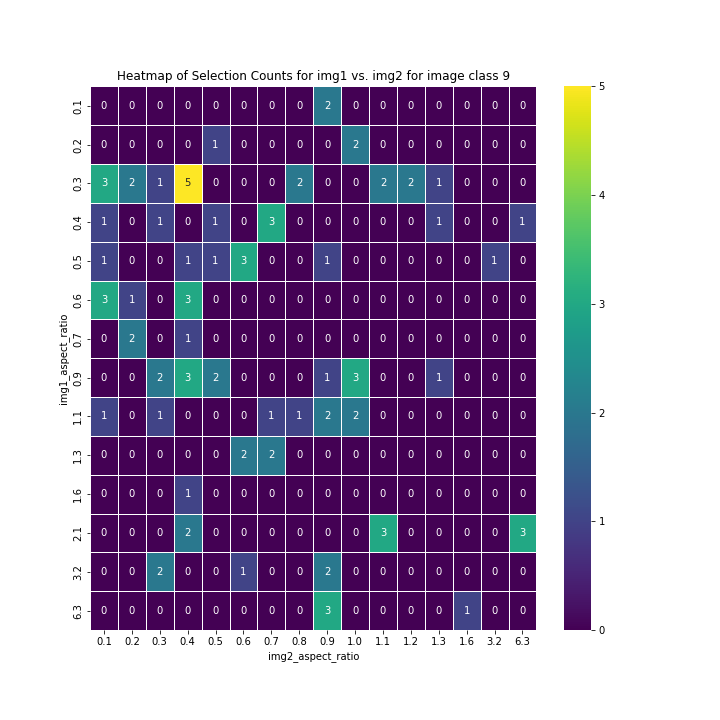 Heatmap of Selection Counts for img1 vs. img2 for image class 9
0.1 0 0 0 0 0 0 0 0 2 0 0 0 0 0 0 0
0.2 0 0 0 0 1 0 0 0 0 2 0 0 0 0 0 0
0.3 3 2 1 5 0 0 0 2 0 0 2 2 1 0 0 0
0.4 1 0 1 0 1 0 3 0 0 0 0 0 1 0 0 1
0.5 1 0 0 1 1 3 0 0 1 0 0 0 0 0 1 0
0.6 3 1 0 3 0 0 0 0 0 0 0 0 0 0 0 0
0.7 0 2 0 1 0 0 0 0 0 0 0 0 0 0 0 0
0.9 0 0 2 3 2 0 0 0 1 3 0 0 1 0 0 0
1.1 1 0 1 0 0 0 1 1 2 2 0 0 0 0 0 0
1.3 0 0 0 0 0 2 2 0 0 0 0 0 0 0 0 0
1.6 0 0 0 1 0 0 0 0 0 0 0 0 0 0 0 0
2.1 0 0 0 2 0 0 0 0 0 0 3 0 0 0 0 3
3.2 0 0 2 0 0 1 0 0 2 0 0 0 0 0 0 0
6.3 0 0 0 0 0 0 0 0 3 0 0 0 0 1 0 0
0.1 0.2 0.3 0.4 0.5 0.6 0.7 0.8 0.9 1.0 1.1 1.2 1.3 1.6 3.2 6.3
img2_aspect_ratio
img1_aspect_ratio
5
4
3
2
1
0